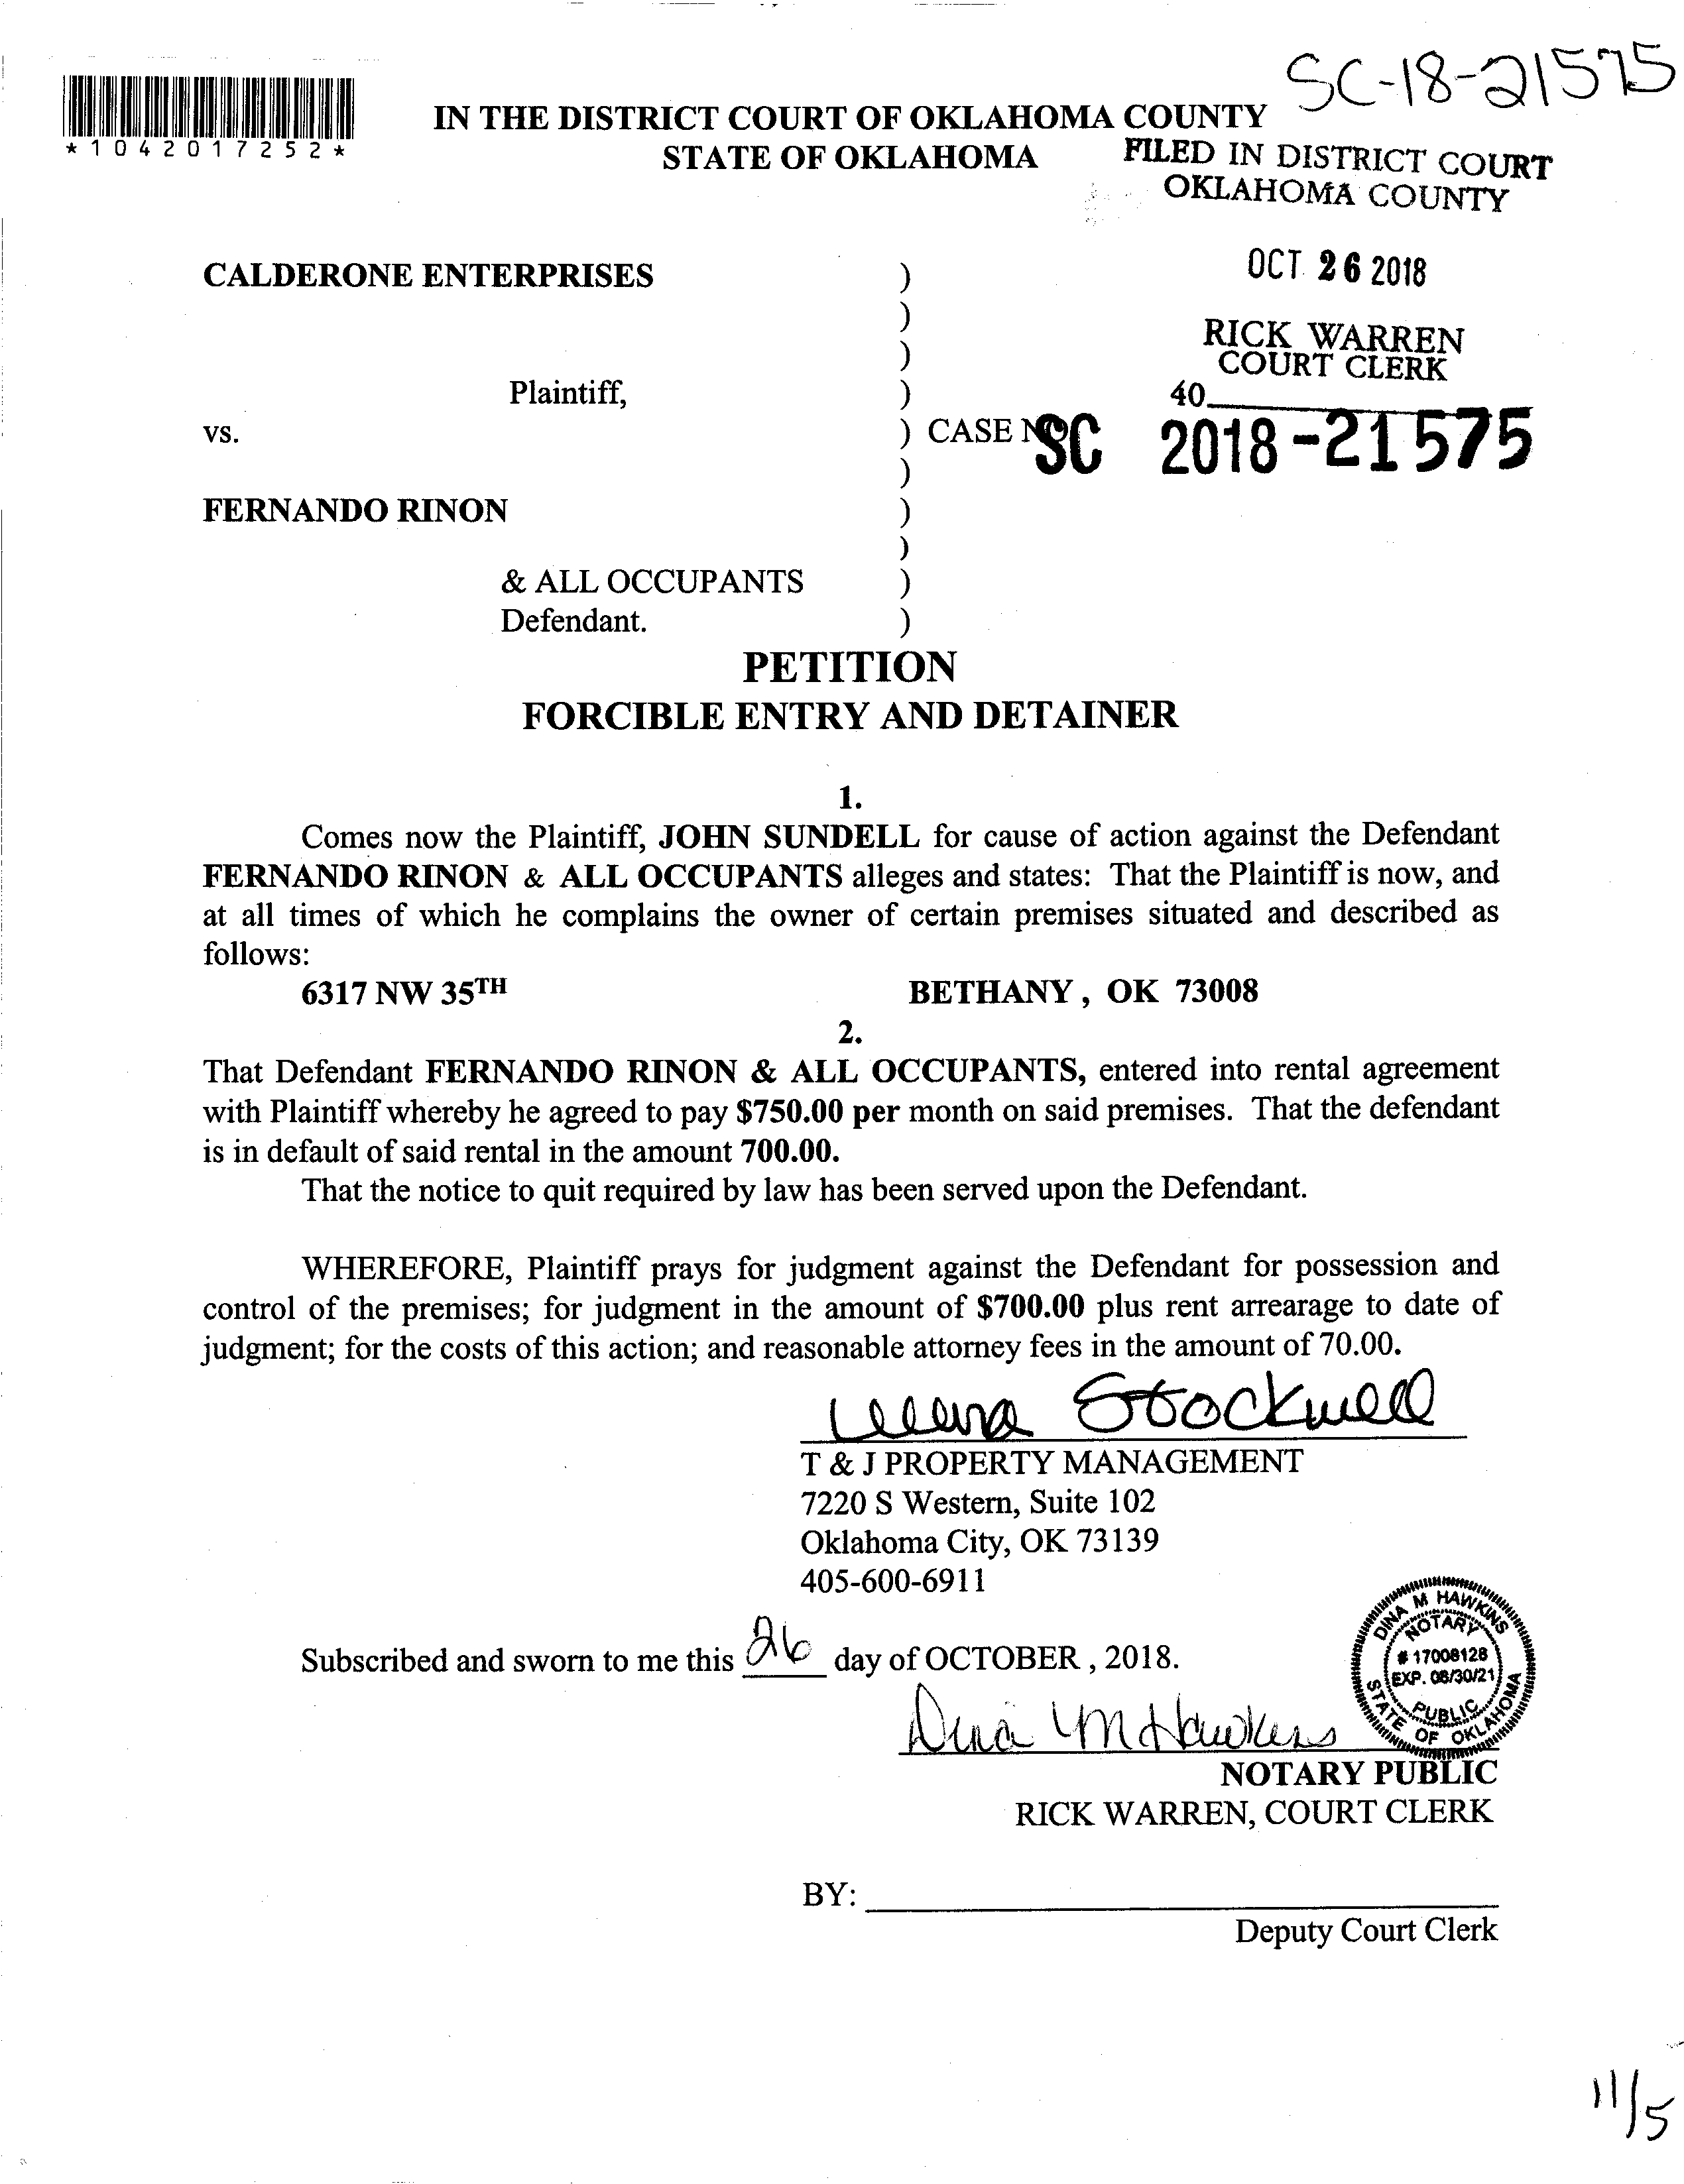 SC-18-21575
*1042017252*
IN THE DISTRICT COURT OF OKLAHOMA COUNTY
STATE OF OKLAHOMA
FILED IN DISTRICT COURT
OKLAHOMA COUNTY
OCT 26 2018
RICK WARREN
COURT CLERK
40
CALDERONE ENTERPRISES )
)
)
Plaintiff, )
vs. ) CASE NO SC 2018-21575
)
FERNANDO RINON )
)
& ALL OCCUPANTS )
Defendant. )
PETITION
FORCIBLE ENTRY AND DETAINER
1.
Comes now the Plaintiff, JOHN SUNDELL for cause of action against the Defendant
FERNANDO RINON & ALL OCCUPANTS alleges and states: That the Plaintiff is now, and
at all times of which he complains the owner of certain premises situated and described as
follows:
6317 NW 35TH BETHANY , OK 73008
2.
That Defendant FERNANDO RINON & ALL OCCUPANTS, entered into rental agreement
with Plaintiff whereby he agreed to pay $750.00 per month on said premises. That the defendant
is in default of said rental in the amount 700.00.
That the notice to quit required by law has been served upon the Defendant.
WHEREFORE, Plaintiff prays for judgment against the Defendant for possession and
control of the premises; for judgment in the amount of $700.00 plus rent arrearage to date of
judgment; for the costs of this action; and reasonable attorney fees in the amount of 70.00.
Stockwell
T & J PROPERTY MANAGEMENT
7220 S Western, Suite 102
Oklahoma City, OK 73139
405-600-6911
Subscribed and sworn to me this 26 day of OCTOBER , 2018.
Dina M Hawkins
DINA M HAWKINS
NOTARY
# 17008128
EXP. 08/30/21
PUBLIC
STATE OF OKLAHOMA
NOTARY PUBLIC
RICK WARREN, COURT CLERK
BY:
Deputy Court Clerk
11/5